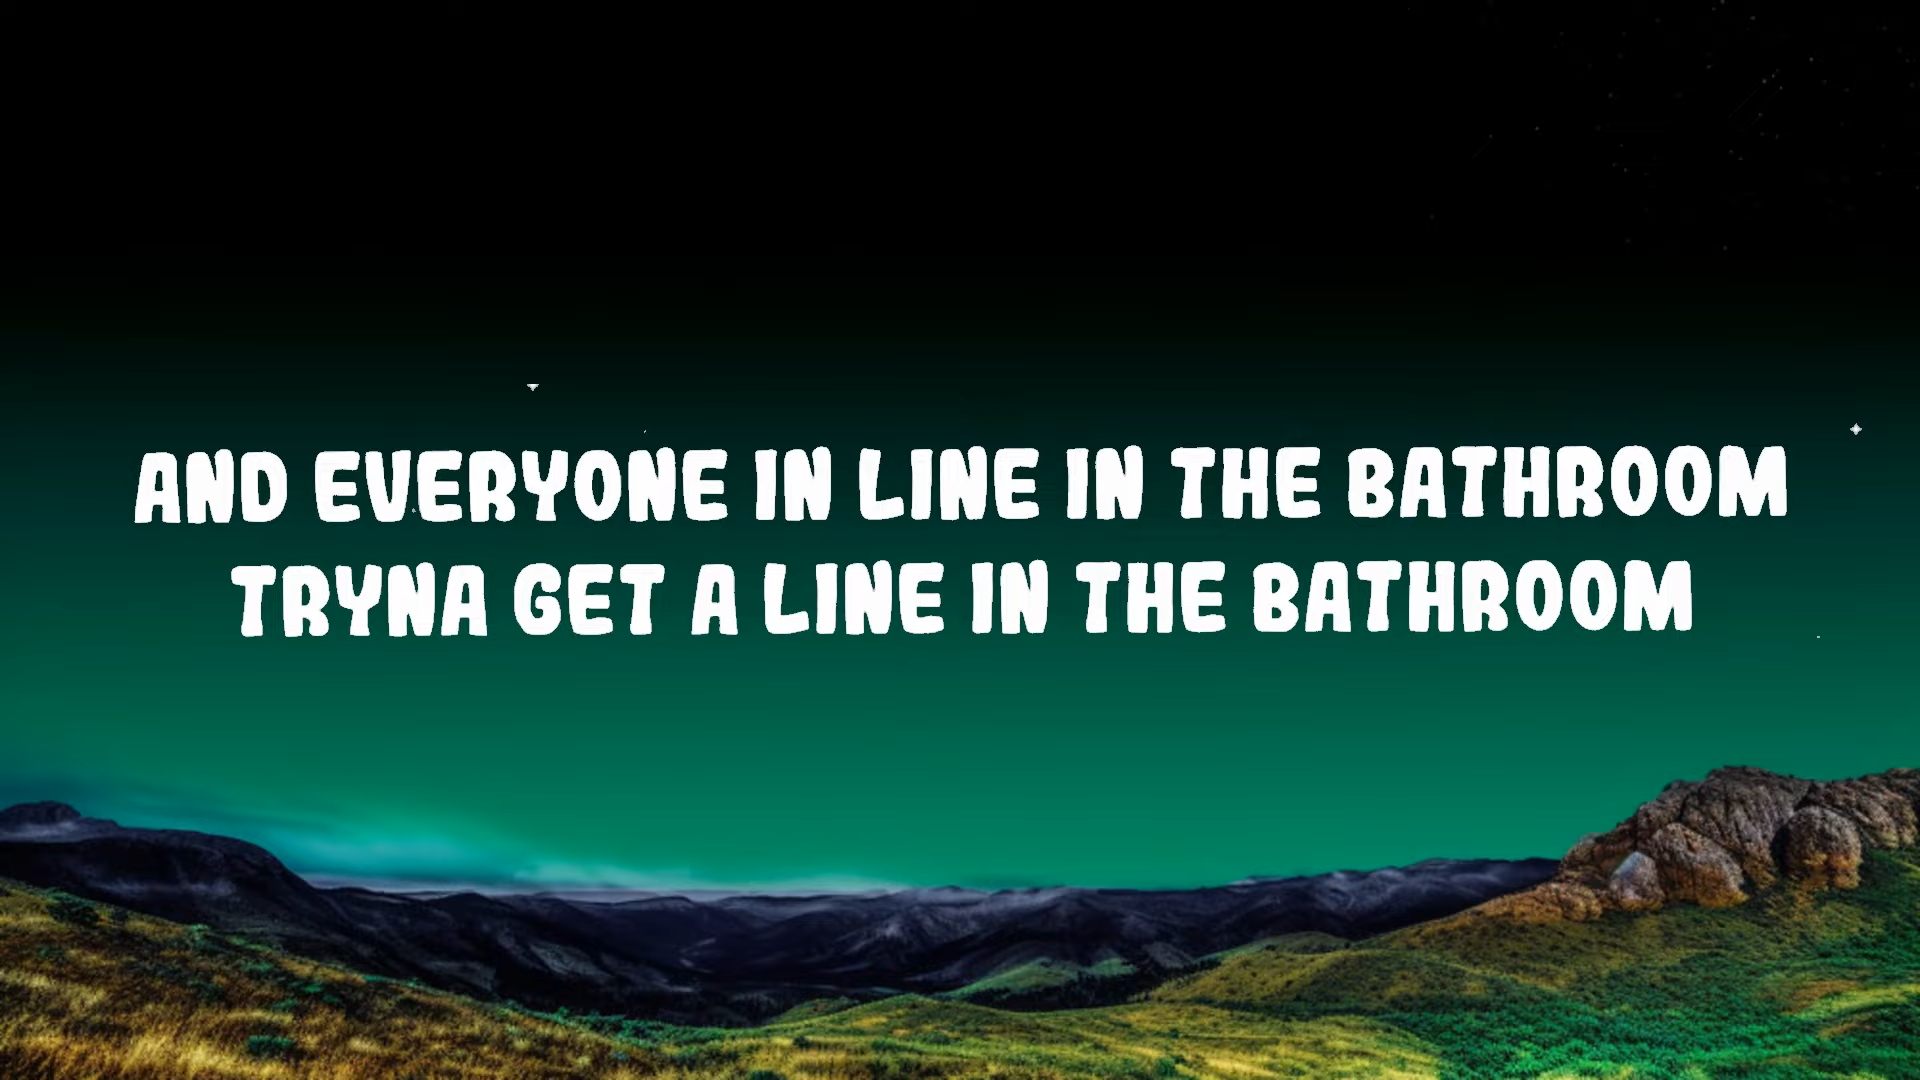 AND EVERYONE IN LINE IN THE BATHROOM
TRYNA GET A LINE IN THE BATHROOM